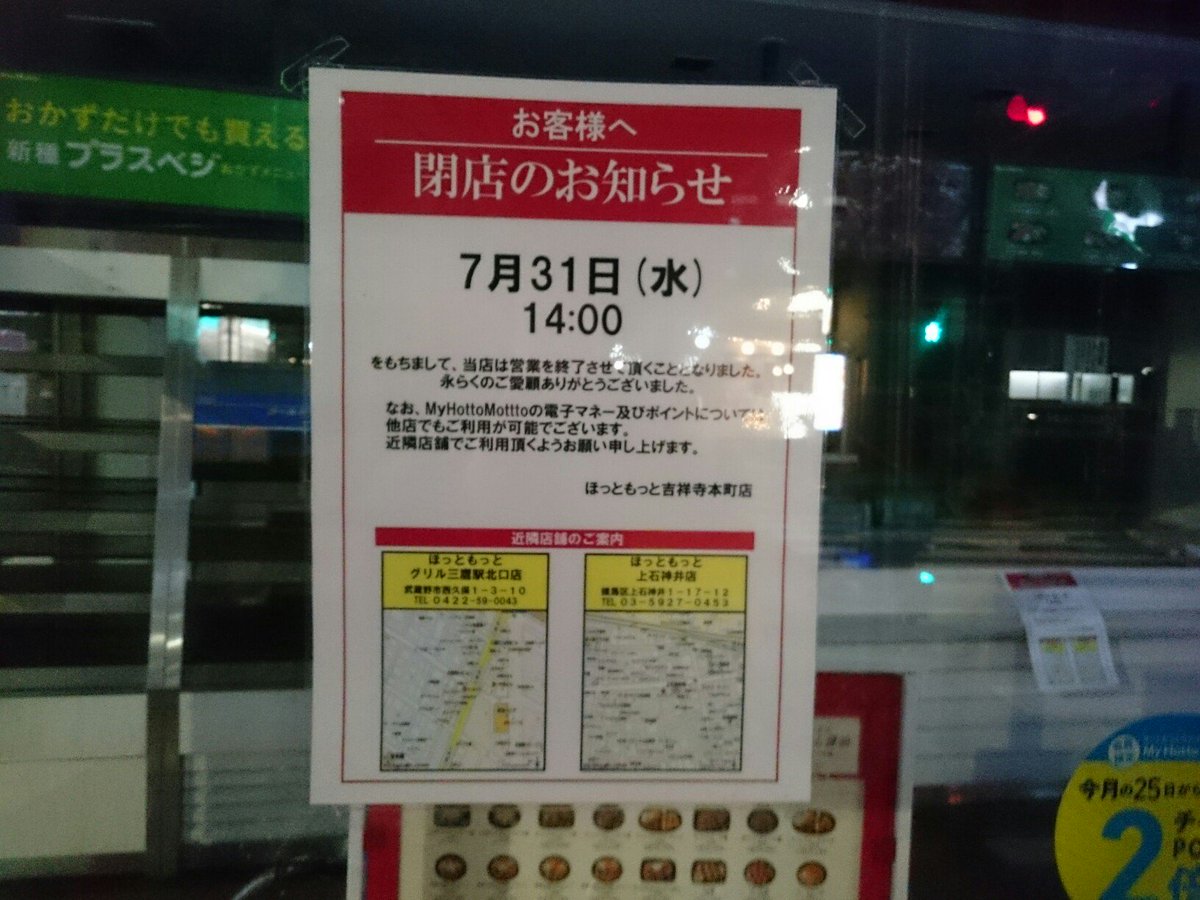 おかずだけでも買える
新種 プラスベジ
お客様へ
閉店のお知らせ
7月31日(水)
14:00
をもちまして、当店は営業を終了させて頂くこととなりました。
永らくのご愛顧ありがとうございました。
なお、MyHottoMotttoの電子マネー及びポイントについては
他店でもご利用が可能でございます。
近隣店舗でご利用頂くようお願い申し上げます。
ほっともっと吉祥寺本町店
近隣店舗のご案内
ほっともっと
グリル三鷹駅北口店
武蔵野市西久保1-3-10
TEL 0422-59-0043
ほっともっと
上石神井店
練馬区上石神井1-17-12
TEL 03-5927-0453
My Hotto
今月の25日から
2倍